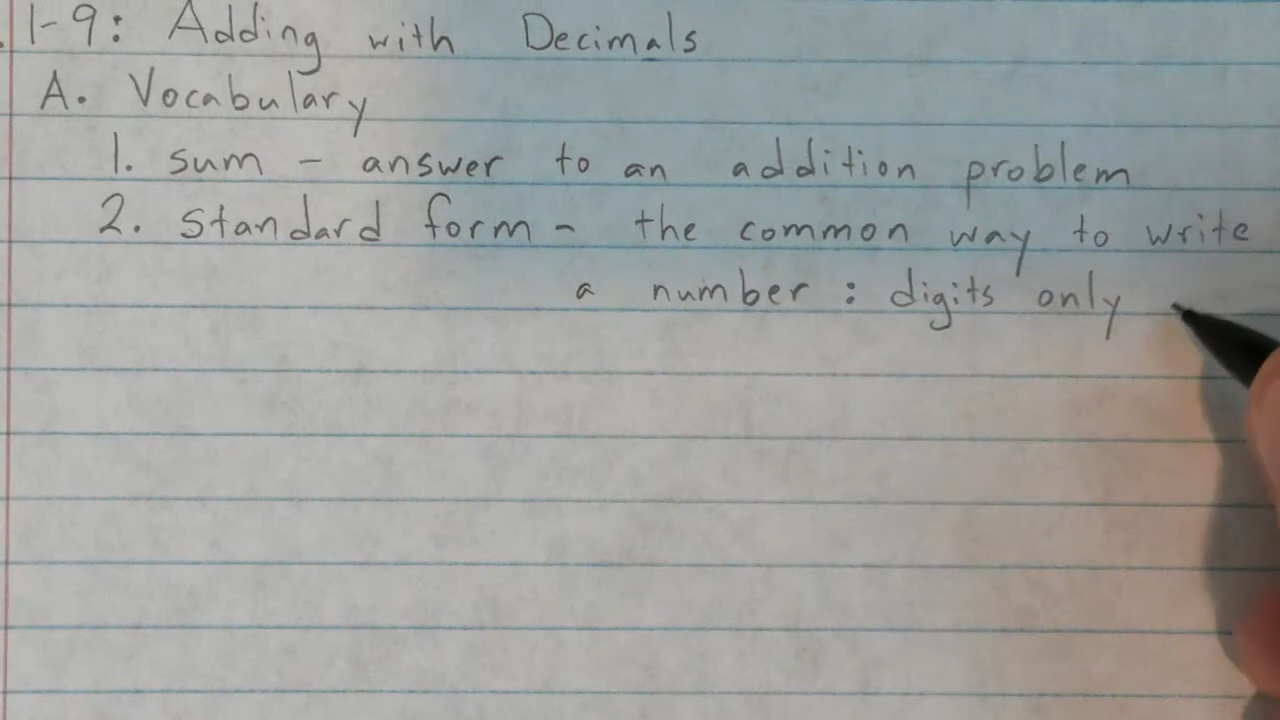 1-9: Adding with Decimals
A. Vocabulary
1. sum - answer to an addition problem
2. standard form - the common way to write
a number: digits only